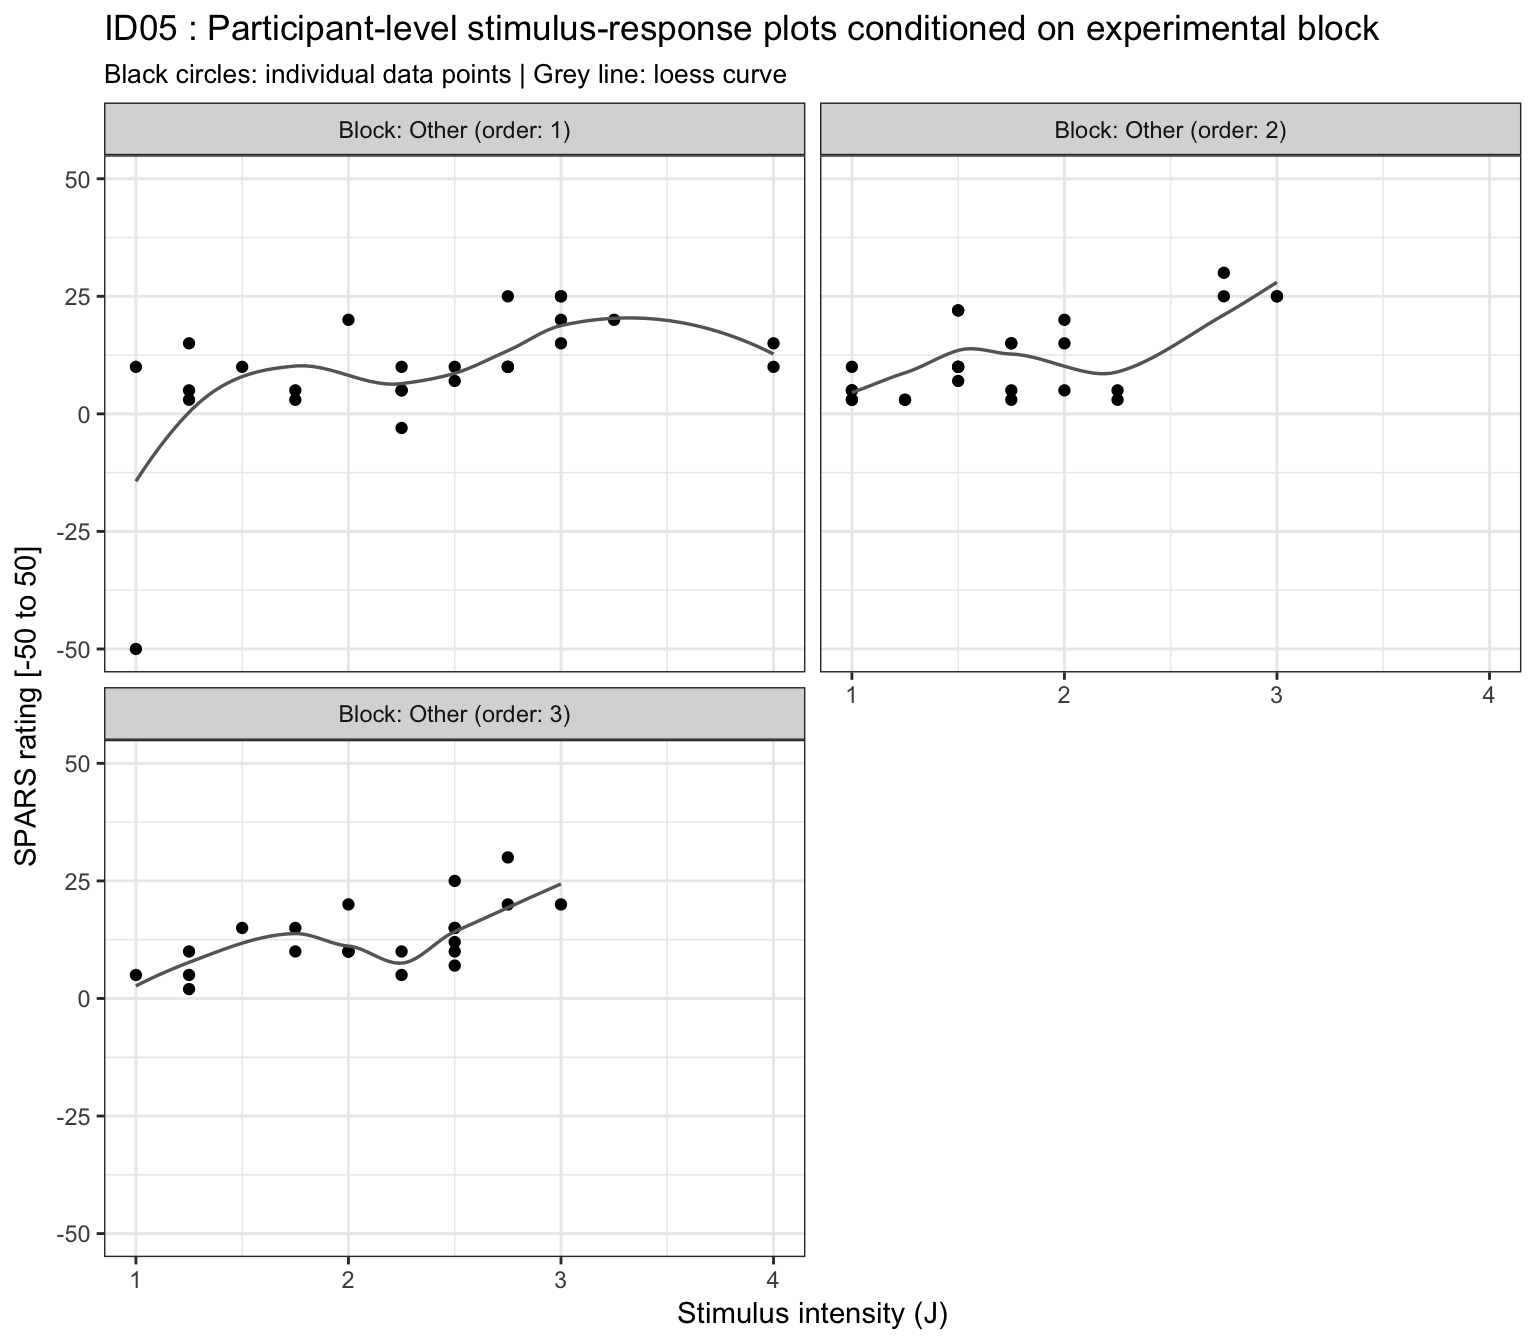 ID05 : Participant-level stimulus-response plots conditioned on experimental block
Black circles: individual data points | Grey line: loess curve
Block: Other (order: 1)
Block: Other (order: 2)
50
25
0
-25
-50
1 2 3 4
SPARS rating [-50 to 50]
Block: Other (order: 3)
50
25
0
-25
-50
1 2 3 4
Stimulus intensity (J)